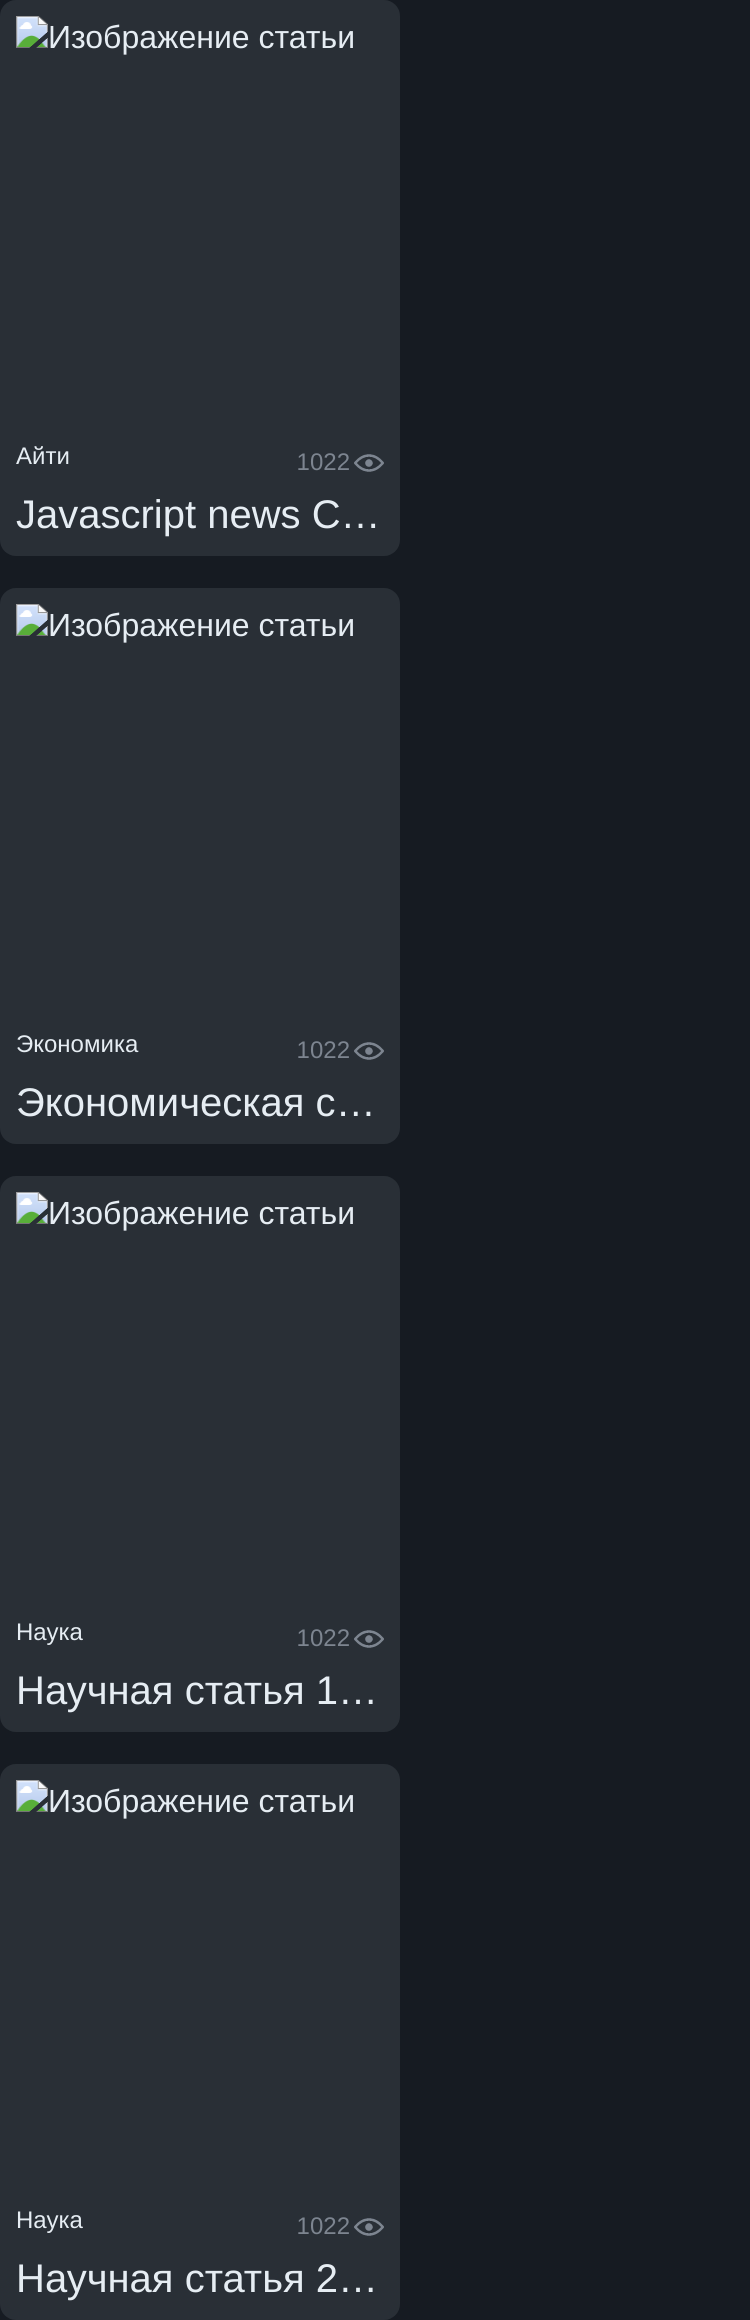 Изображение статьи
Айти 1022
Javascript news С…
Изображение статьи
Экономика 1022
Экономическая с…
Изображение статьи
Наука 1022
Научная статья 1…
Изображение статьи
Наука 1022
Научная статья 2…